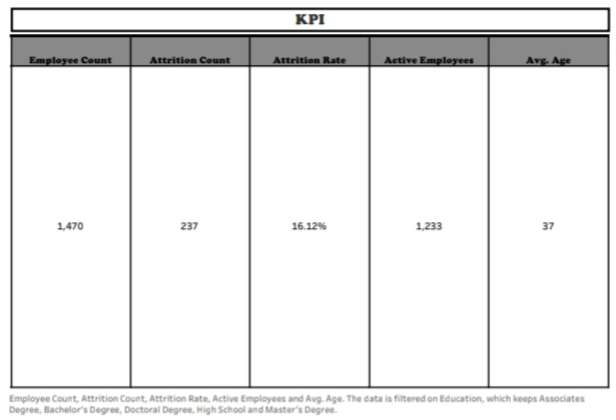 KPI
Employee Count Attrition Count Attrition Rate Active Employees Avg. Age
1,470 237 16.12% 1,233 37
Employee Count, Attrition Count, Attrition Rate, Active Employees and Avg. Age. The data is filtered on Education, which keeps Associates
Degree, Bachelor's Degree, Doctoral Degree, High School and Master's Degree.